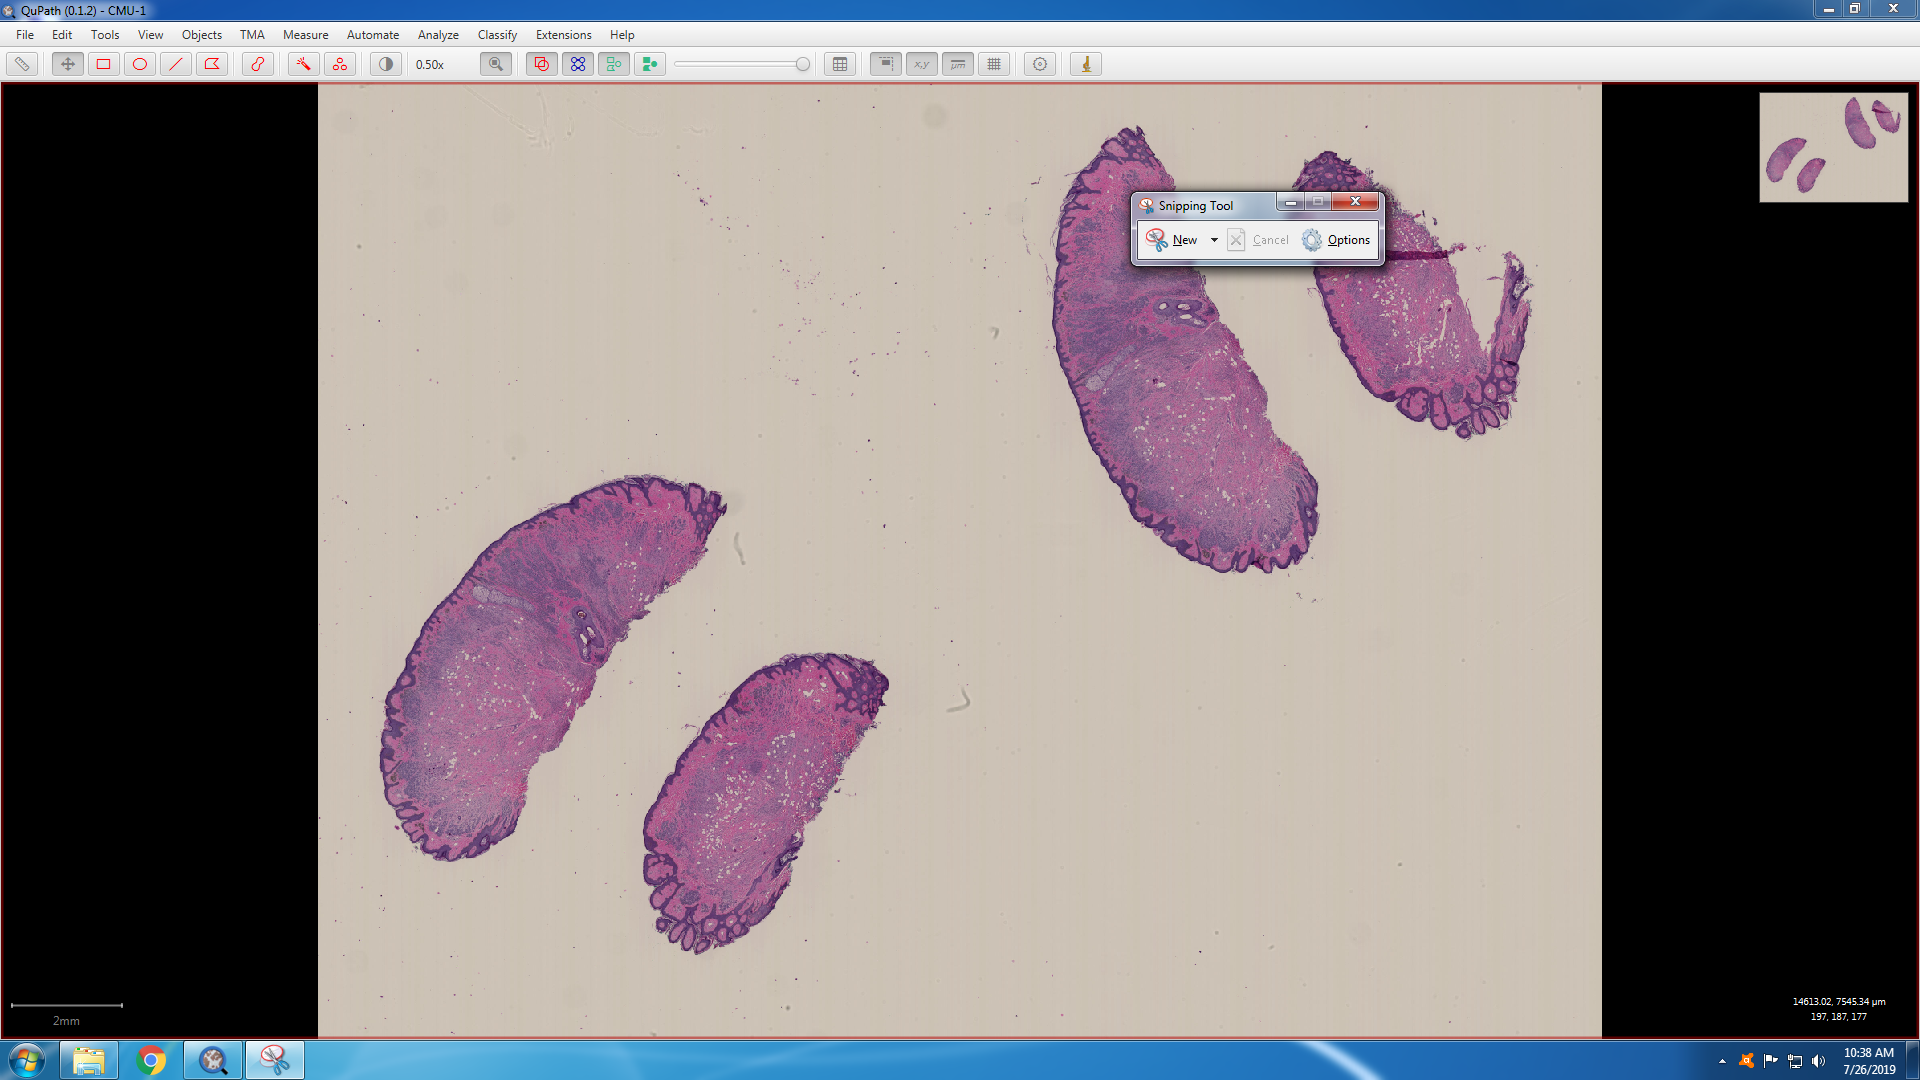 QuPath (0.1.2) - CMU-1
File Edit Tools View Objects TMA Measure Automate Analyze Classify Extensions Help
0.50x x,y μm
Snipping Tool
New Cancel Options
2mm
14613.02, 7545.34 μm
197, 187, 177
10:38 AM
7/26/2019